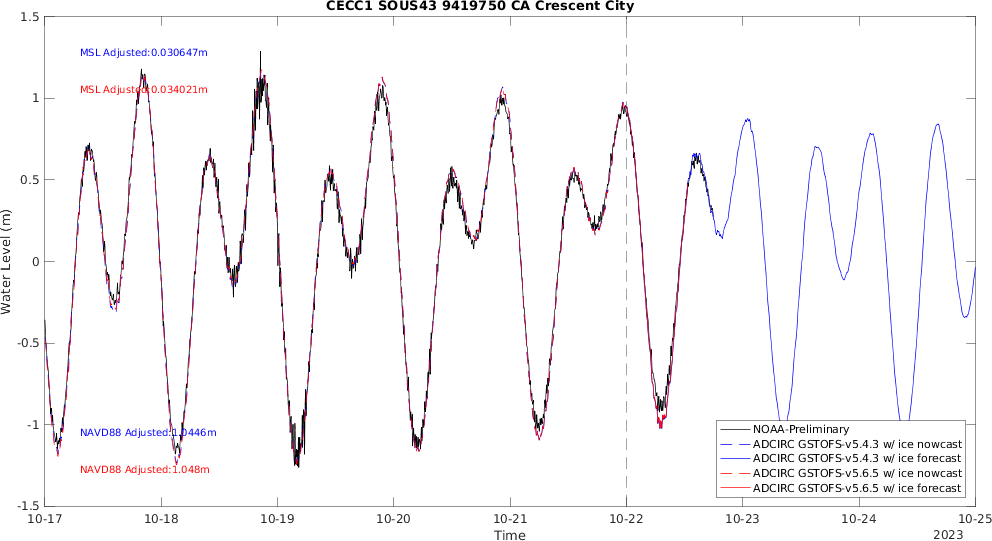 CECC1 SOUS43 9419750 CA Crescent City
1.5
MSL Adjusted:0.030647m
1
MSL Adjusted:0.034021m
0.5
0
Water Level (m)
-0.5
-1
NAVD88 Adjusted:1.0446m
NAVD88 Adjusted:1.048m
-1.5
NOAA-Preliminary
ADCIRC GSTOFS-v5.4.3 w/ ice nowcast
ADCIRC GSTOFS-v5.4.3 w/ ice forecast
ADCIRC GSTOFS-v5.6.5 w/ ice nowcast
ADCIRC GSTOFS-v5.6.5 w/ ice forecast
10-17 10-18 10-19 10-20 10-21 10-22 10-23 10-24 10-25
Time
2023